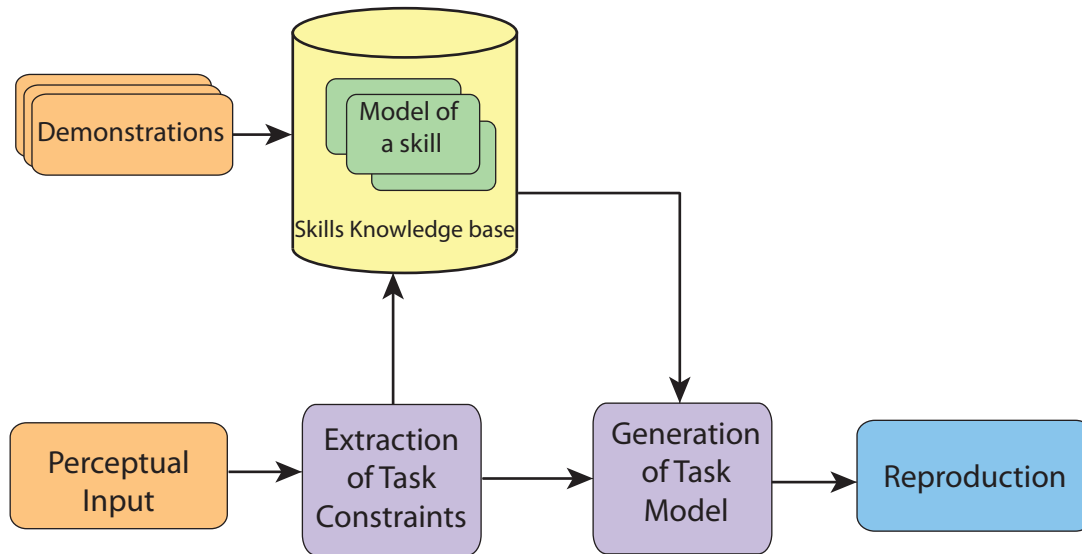 Demonstrations
Model of
a skill
Skills Knowledge base
Perceptual
Input
Extraction
of Task
Constraints
Generation
of Task
Model
Reproduction